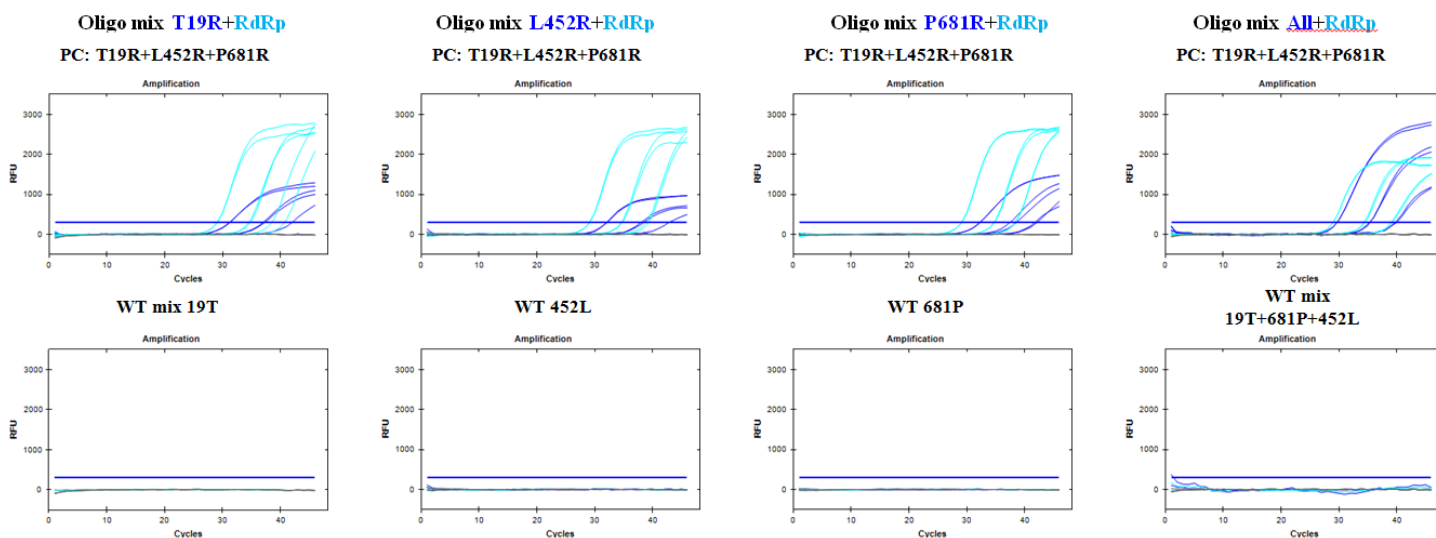 Oligo mix T19R+RdRp
PC: T19R+L452R+P681R
Amplification
RFU
3000
2000
1000
0
0 10 20 30 40
Cycles
Oligo mix L452R+RdRp
PC: T19R+L452R+P681R
Amplification
RFU
3000
2000
1000
0
0 10 20 30 40
Cycles
Oligo mix P681R+RdRp
PC: T19R+L452R+P681R
Amplification
RFU
3000
2000
1000
0
0 10 20 30 40
Cycles
Oligo mix All+RdRp
PC: T19R+L452R+P681R
Amplification
RFU
3000
2000
1000
0
0 10 20 30 40
Cycles
WT mix 19T
Amplification
RFU
3000
2000
1000
0
0 10 20 30 40
Cycles
WT 452L
Amplification
RFU
3000
2000
1000
0
0 10 20 30 40
Cycles
WT 681P
Amplification
RFU
3000
2000
1000
0
0 10 20 30 40
Cycles
WT mix
19T+681P+452L
Amplification
RFU
3000
2000
1000
0
0 10 20 30 40
Cycles